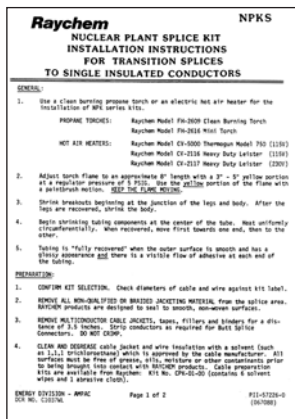 Raychem
NPKS
NUCLEAR PLANT SPLICE KIT
INSTALLATION INSTRUCTIONS
FOR TRANSITION SPLICES
TO SINGLE INSULATED CONDUCTORS
GENERAL:
1. Use a clean burning propane torch or an electric hot air heater for the
installation of NPK series kits.
PROPANE TORCHES: Raychem Model FH-2609 Clean Burning Torch
Raychem Model FH-2616 Mini Torch
HOT AIR HEATERS: Raychem Model CV-5000 Thermogun Model 750 (115V)
Raychem Model CV-2116 Heavy Duty Leister (115V)
Raychem Model CV-2117 Heavy Duty Leister (230V)
2. Adjust torch flame to an approximate 8" length with a 3" - 5" yellow portion
at a regulator pressure of 5 PSIG. Use the yellow portion of the flame with
a paintbrush motion. KEEP THE FLAME MOVING.
3. Shrink breakouts beginning at the junction of the legs and body. After
the legs are recovered, shrink the body.
4. Begin shrinking tubing components at the center of the tube. Heat uniformly
circumferentially. When recovered, move first towards one end, then to the
other.
5. Tubing is "fully recovered" when the outer surface is smooth and has a
glossy appearance and there is a visible flow of adhesive at each end of
the tubing.
PREPARATION:
1. CONFIRM KIT SELECTION. Check diameters of cable and wire against kit label.
2. REMOVE ALL NON-QUALIFIED OR BRAIDED JACKETING MATERIAL from the splice area.
RAYCHEM products are designed to seal to smooth, non-woven surfaces.
3. REMOVE MULTICONDUCTOR CABLE JACKETS, tapes, fillers and binders for a dis-
tance of 3.5 inches. Strip conductors as required for Butt Splice
Connectors. DO NOT CRIMP.
4. CLEAN AND DEGREASE cable jacket and wire insulation with a solvent (such
as 1,1,1 trichloroethane) which is approved by the cable manufacturer. All
surfaces must be free of grease, oils, moisture or other contaminants prior
to being brought into contact with RAYCHEM products. Cable preparation
kits are available from Raychem: Kit No. CPK-01-00 (contains 6 solvent
wipes and 1 abrasive cloth).
ENERGY DIVISION - AMPAC
Page 1 of 2
PII-57226-D